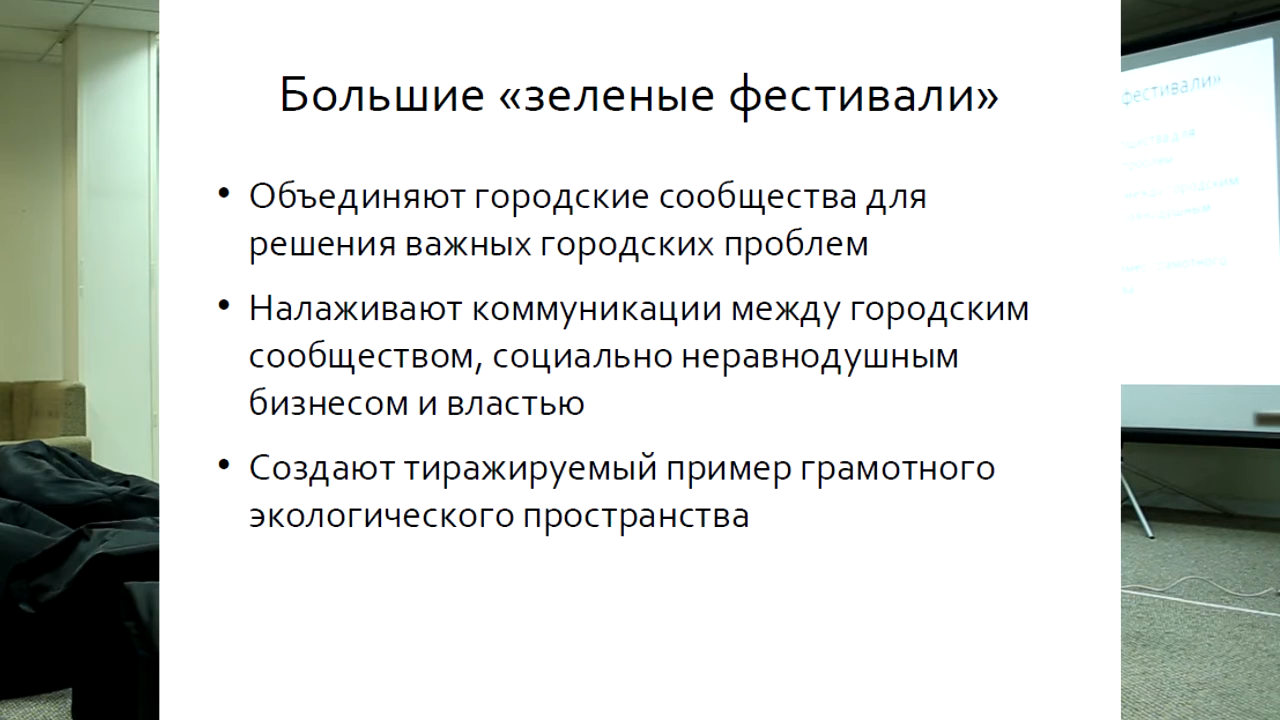 Большие «зеленые фестивали»
• Объединяют городские сообщества для
решения важных городских проблем
• Налаживают коммуникации между городским
сообществом, социально неравнодушным
бизнесом и властью
• Создают тиражируемый пример грамотного
экологического пространства
фестивали»